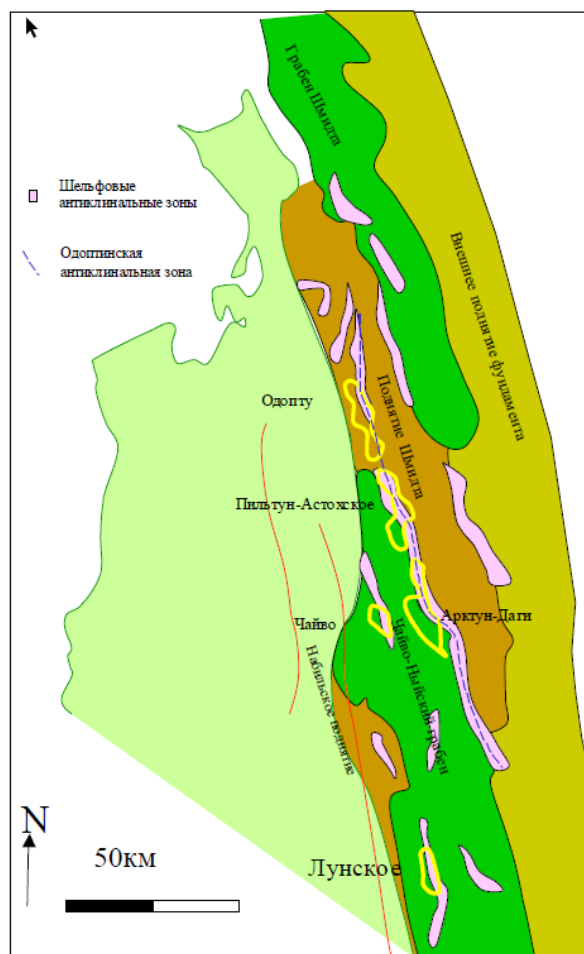 Грабен Шмидта
Шельфовые
антиклинальные зоны
Одоптинская
антиклинальная зона
Внешнее поднятие фундамента
Одопту
Поднятие Шмидта
Пильтун-Астохское
Чайво
Арктун-Даги
Набильское поднятие
Чайво-Ныйский грабен
N
50км
Лунское